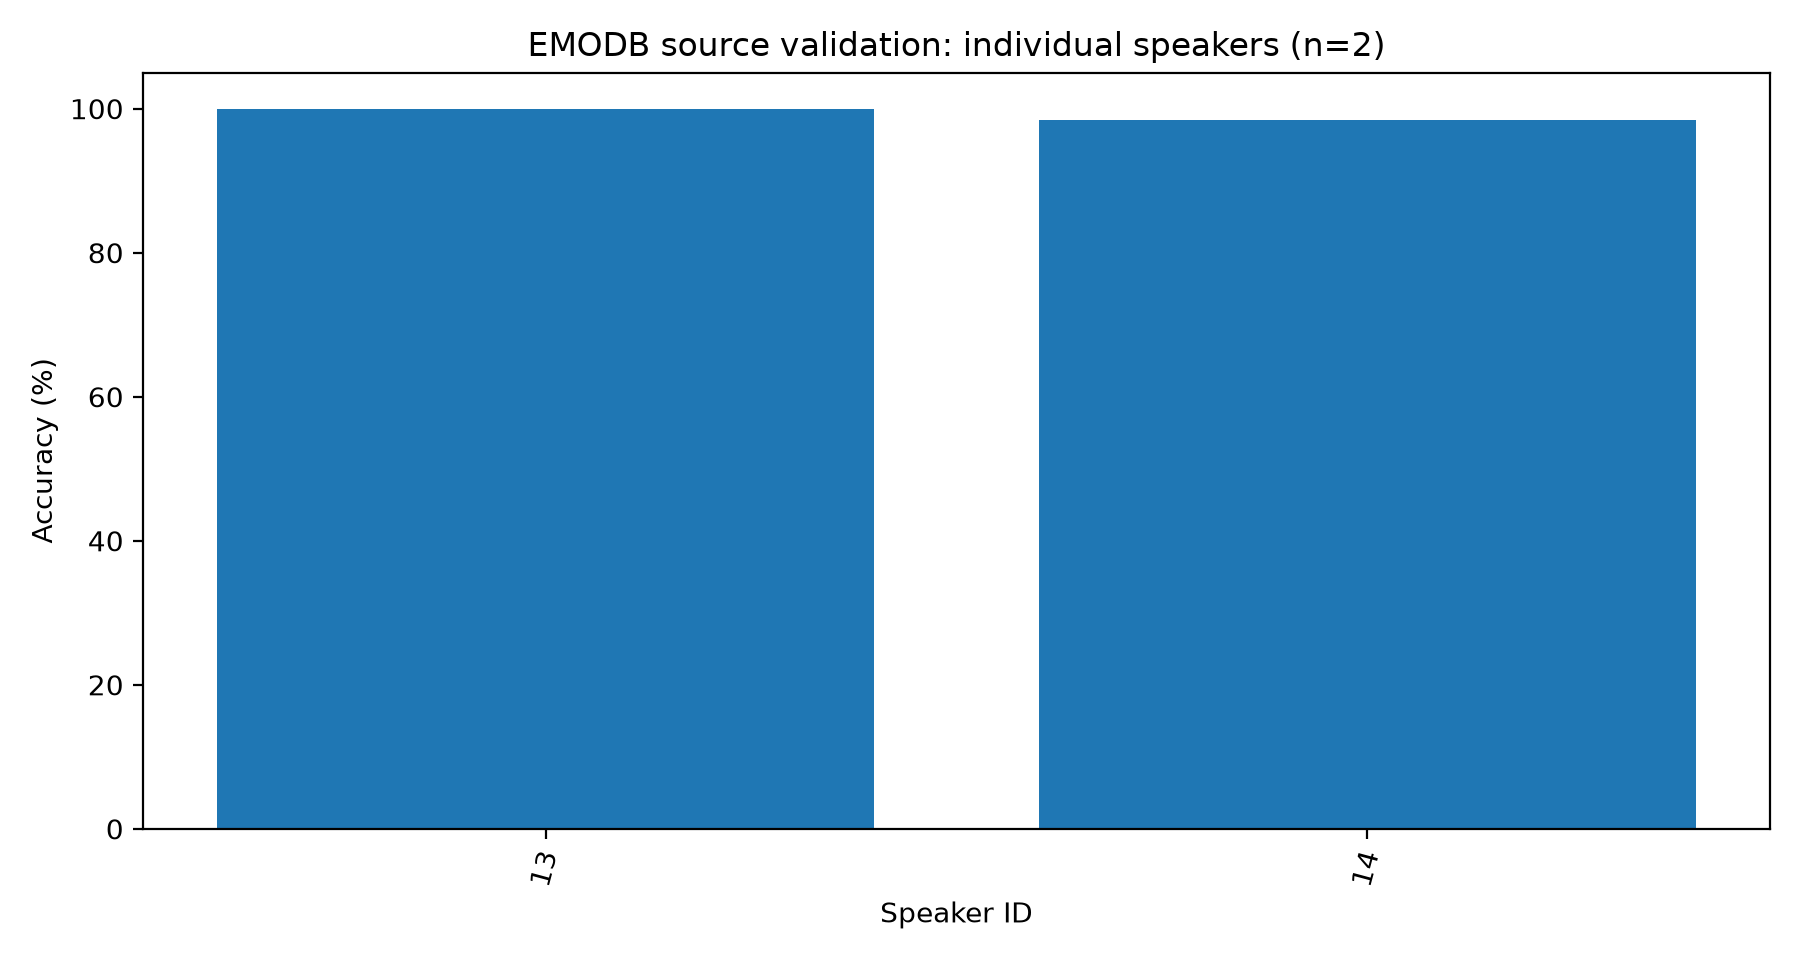 EMODB source validation: individual speakers (n=2)
Accuracy (%)
100
80
60
40
20
0
13
14
Speaker ID